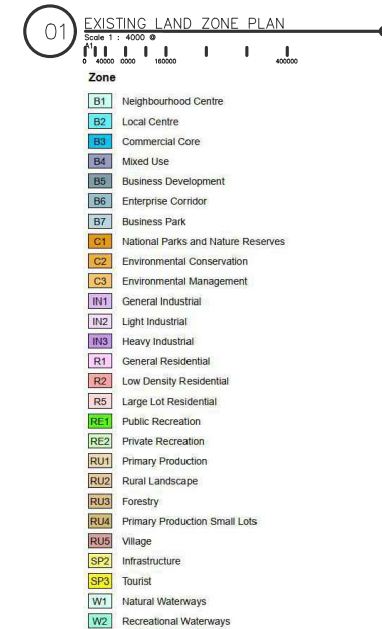 01 EXISTING LAND ZONE PLAN
Scale 1 : 4000 @
A1
0 40000 160000 400000
Zone
B1 Neighbourhood Centre
B2 Local Centre
B3 Commercial Core
B4 Mixed Use
B5 Business Development
B6 Enterprise Corridor
B7 Business Park
C1 National Parks and Nature Reserves
C2 Environmental Conservation
C3 Environmental Management
IN1 General Industrial
IN2 Light Industrial
IN3 Heavy Industrial
R1 General Residential
R2 Low Density Residential
R5 Large Lot Residential
RE1 Public Recreation
RE2 Private Recreation
RU1 Primary Production
RU2 Rural Landscape
RU3 Forestry
RU4 Primary Production Small Lots
RU5 Village
SP2 Infrastructure
SP3 Tourist
W1 Natural Waterways
W2 Recreational Waterways